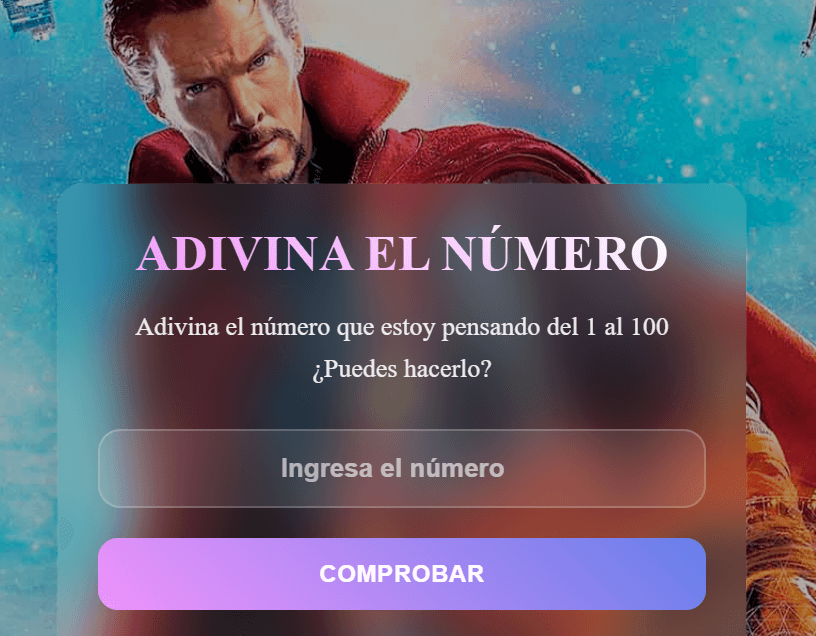 ADIVINA EL NÚMERO
Adivina el número que estoy pensando del 1 al 100
¿Puedes hacerlo?
Ingresa el número
COMPROBAR